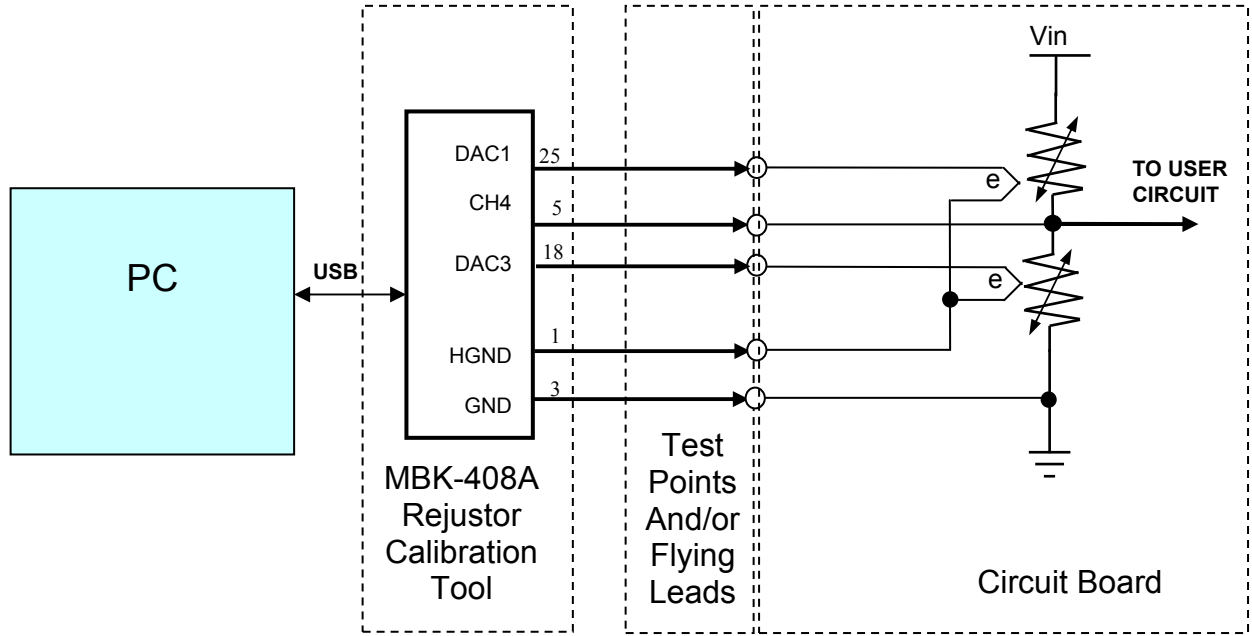 Vin
DAC1
25
CH4
5
DAC3
18
HGND
1
GND
3
e
e
TO USER
CIRCUIT
PC
USB
MBK-408A
Rejustor
Calibration
Tool
Test
Points
And/or
Flying
Leads
Circuit Board